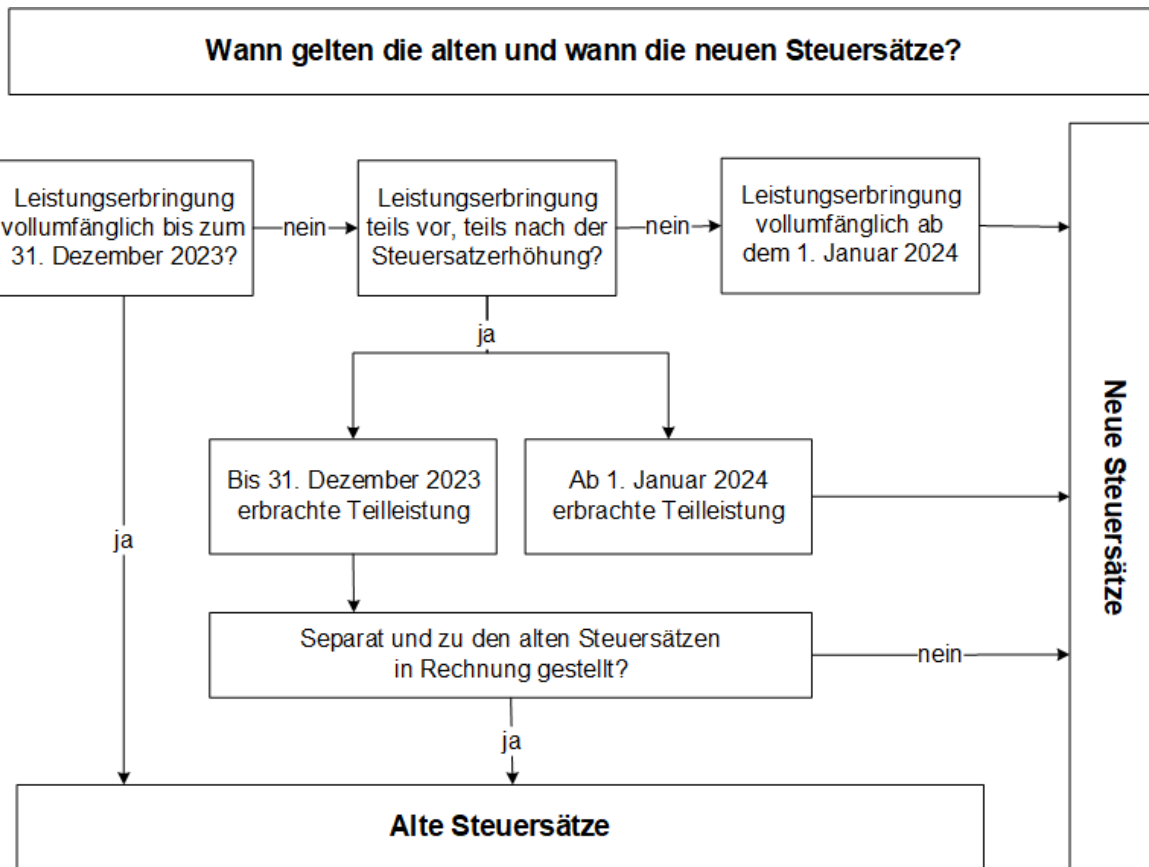 Wann gelten die alten und wann die neuen Steuersätze?
Leistungserbringung
vollumfänglich bis zum
31. Dezember 2023?
nein
Leistungserbringung
teils vor, teils nach der
Steuersatzerhöhung?
nein
Leistungserbringung
vollumfänglich ab
dem 1. Januar 2024
ja
Bis 31. Dezember 2023
erbrachte Teilleistung
Ab 1. Januar 2024
erbrachte Teilleistung
ja
Separat und zu den alten Steuersätzen
in Rechnung gestellt?
nein
ja
Alte Steuersätze
Neue Steuersätze